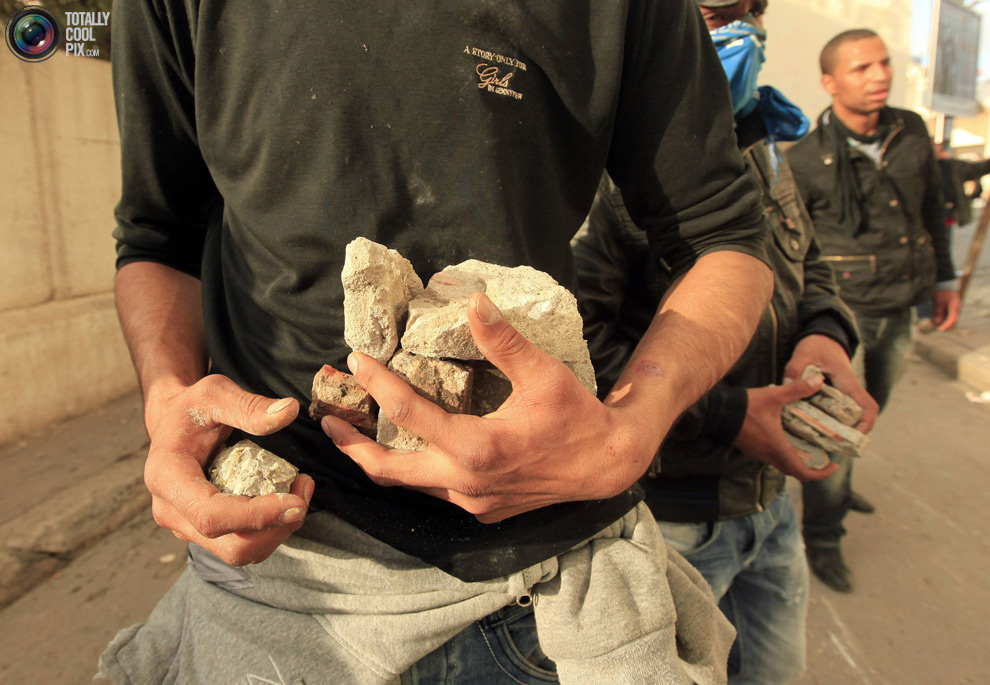 TOTALLY
COOL
PIX.COM
A STORY ONLY FOR
Girls